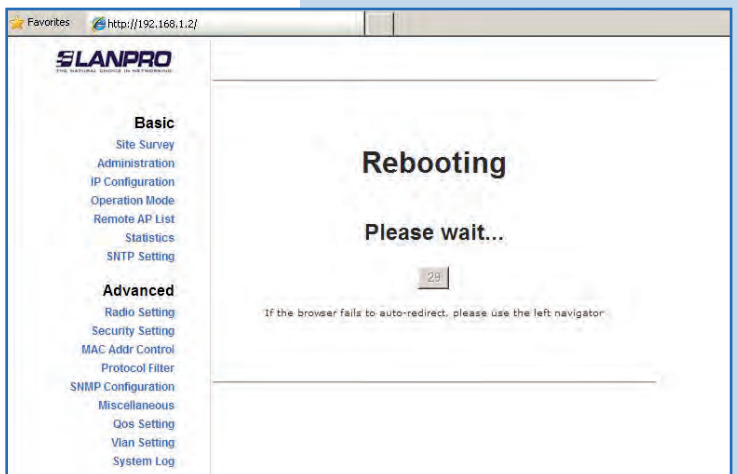 Favorites
http://192.168.1.2/
LANPRO
THE NATURAL CHOICE IN NETWORKING
Basic
Site Survey
Administration
IP Configuration
Operation Mode
Remote AP List
Statistics
SNTP Setting
Advanced
Radio Setting
Security Setting
MAC Addr Control
Protocol Filter
SNMP Configuration
Miscellaneous
Qos Setting
Vlan Setting
System Log
Rebooting
Please wait...
29
If the browser fails to auto-redirect, please use the left navigator